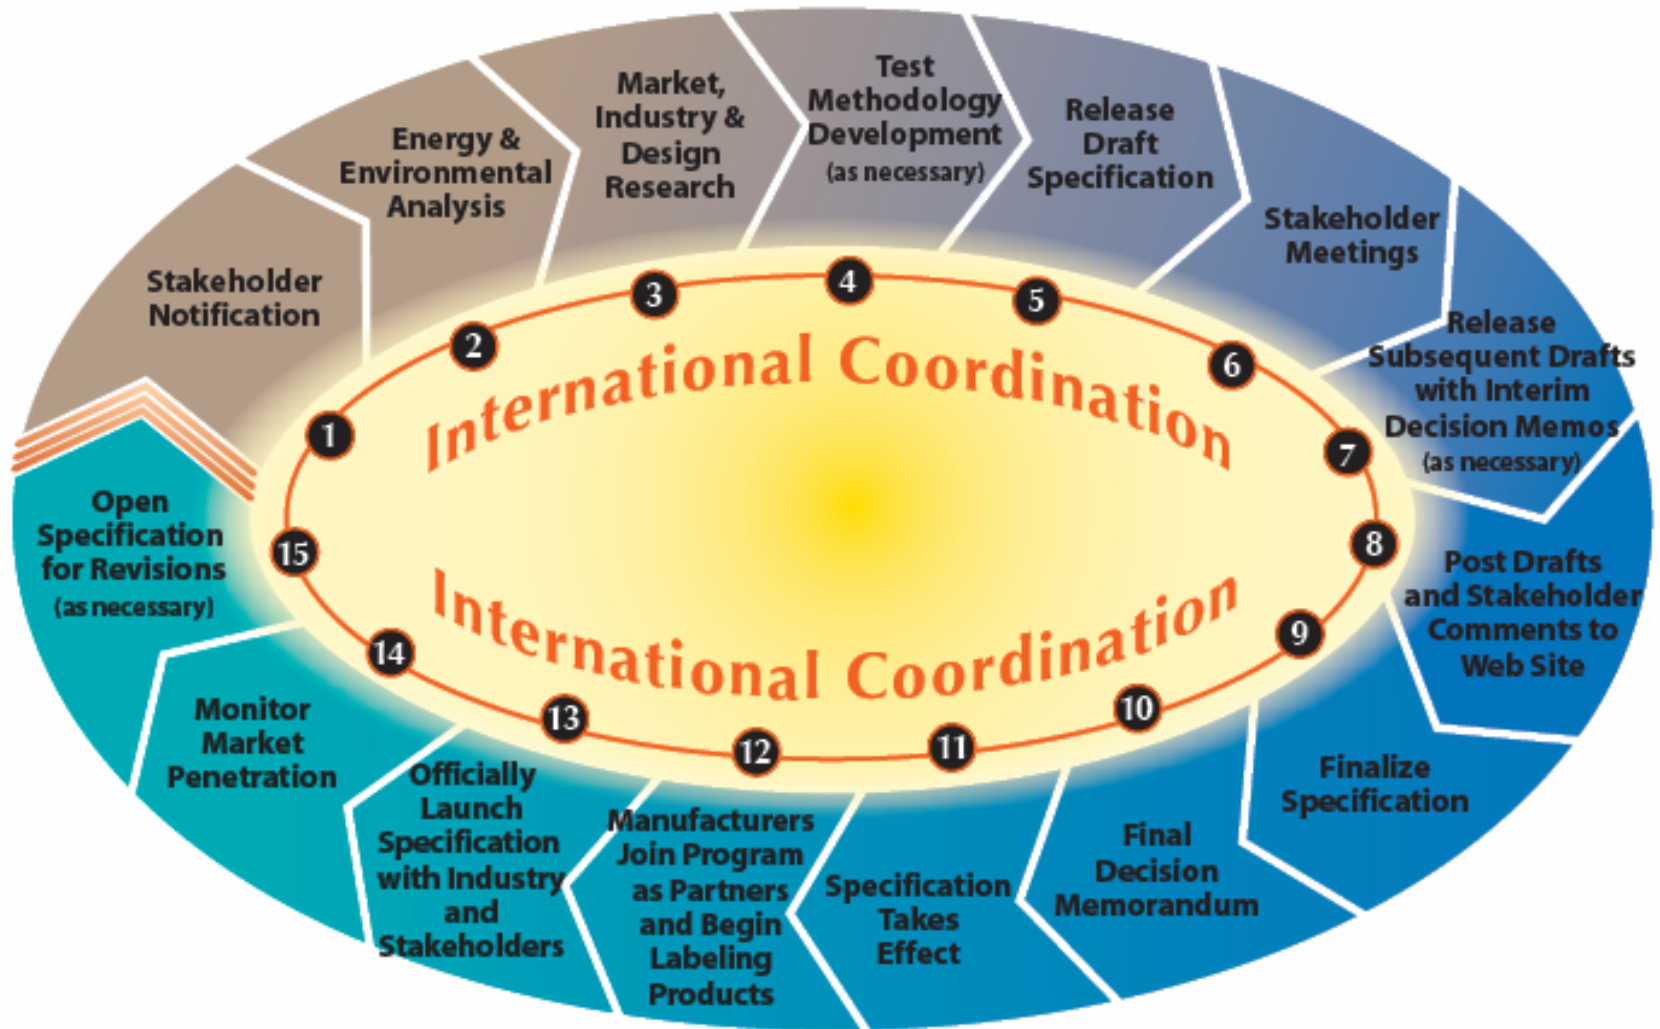 Stakeholder
Notification
Energy &
Environmental
Analysis
Market,
Industry &
Design
Research
Test
Methodology
Development
(as necessary)
Release
Draft
Specification
Stakeholder
Meetings
Release
Subsequent Drafts
with Interim
Decision Memos
(as necessary)
Post Drafts
and Stakeholder
Comments to
Web Site
Finalize
Specification
Final
Decision
Memorandum
Specification
Takes
Effect
Manufacturers
Join Program
as Partners
and Begin
Labeling
Products
Officially
Launch
Specification
with Industry
and
Stakeholders
Monitor
Market
Penetration
Open
Specification
for Revisions
(as necessary)
1
2
3
4
5
6
7
8
9
10
11
12
13
14
15
International Coordination
International Coordination